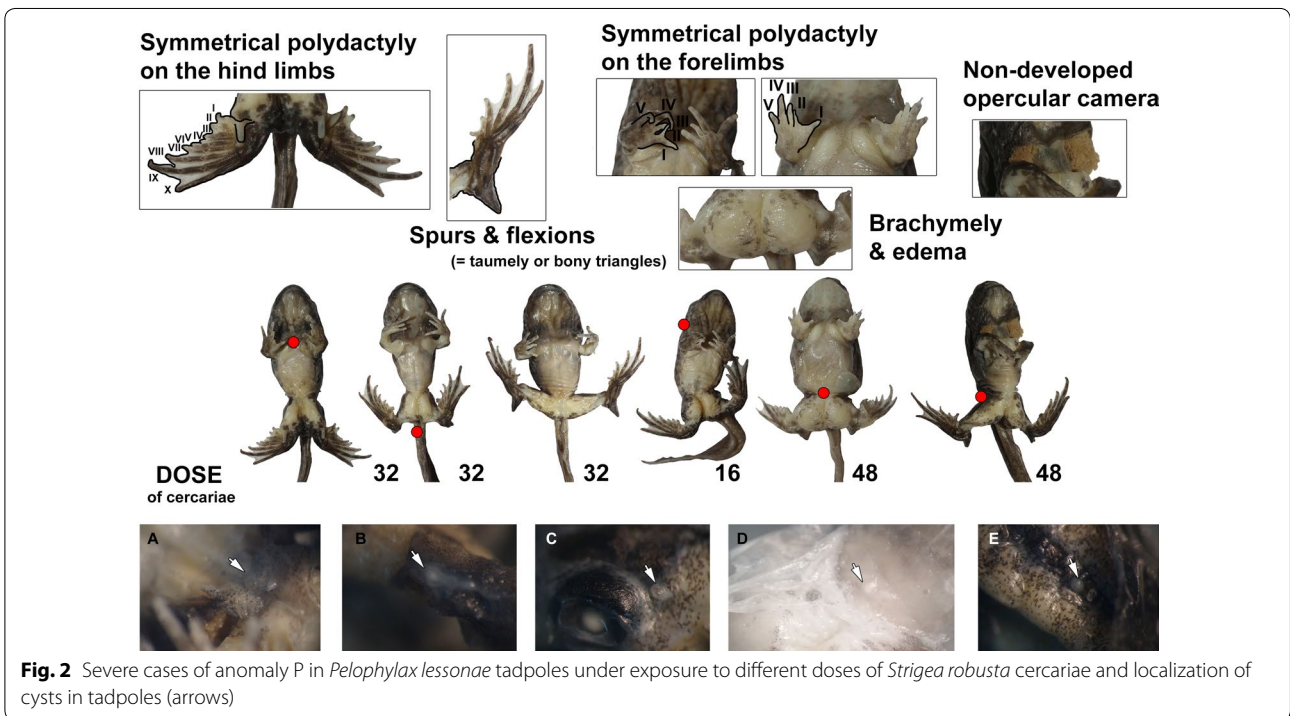 Symmetrical polydactyly
on the hind limbs
I
II
III
IV
V
VI
VII
VIII
IX
X
Spurs & flexions
(= taumely or bony triangles)
Symmetrical polydactyly
on the forelimbs
V
IV
III
II
I
IV III
V
II
I
Non-developed
opercular camera
Brachymely
& edema
DOSE
of cercariae
32
32
32
16
48
48
A
B
C
D
E
Fig. 2 Severe cases of anomaly P in Pelophylax lessonae tadpoles under exposure to different doses of Strigea robusta cercariae and localization of
cysts in tadpoles (arrows)